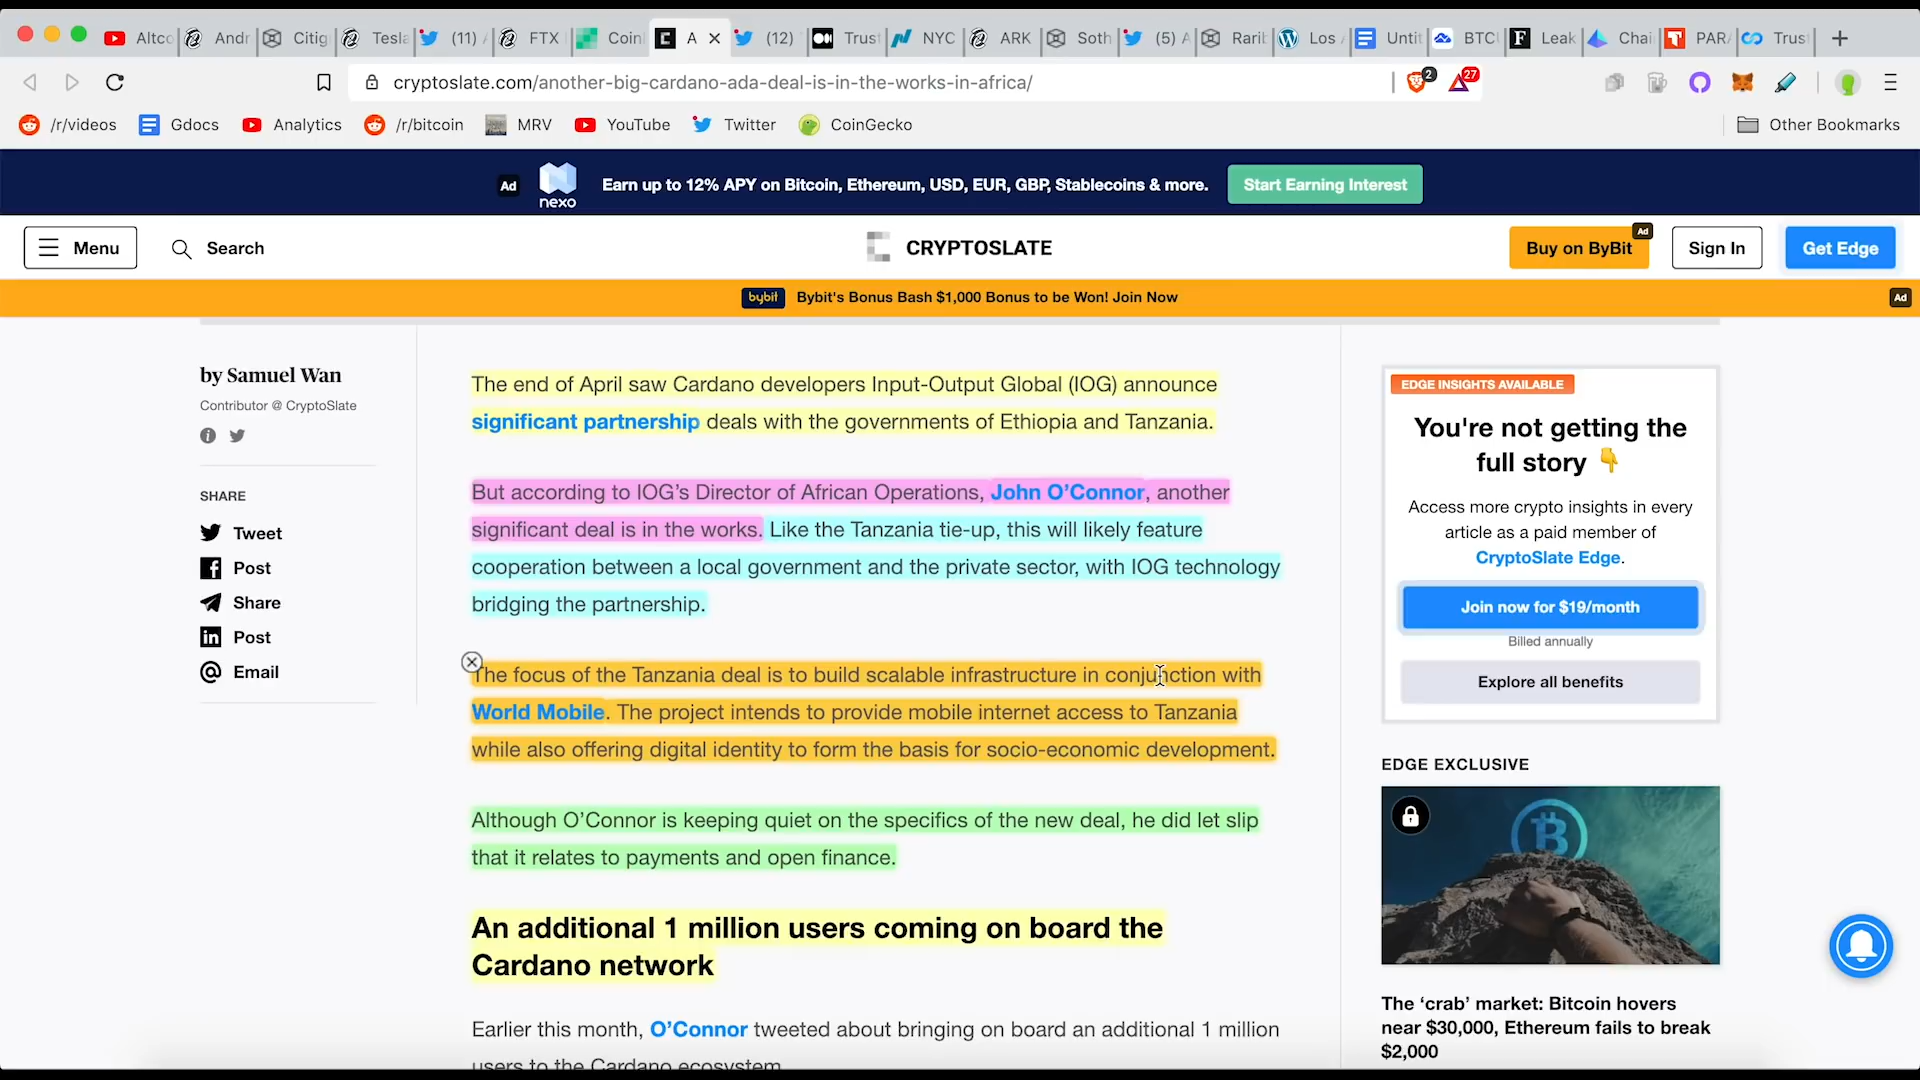 Altco
Andr
Citig
Tesla
(11) A
FTX
Coin
A
(12)
Trus
NYC
ARK
Soth
(5) A
Rarib
Los A
Untit
BTC
Leak
Chai
PAR
Trus
cryptoslate.com/another-big-cardano-ada-deal-is-in-the-works-in-africa/
2
27
/r/videos
Gdocs
Analytics
/r/bitcoin
MRV
YouTube
Twitter
CoinGecko
Other Bookmarks
Ad
nexo
Earn up to 12% APY on Bitcoin, Ethereum, USD, EUR, GBP, Stablecoins & more.
Start Earning Interest
Menu
Search
CRYPTOSLATE
Buy on ByBit
Ad
Sign In
Get Edge
bybit
Bybit's Bonus Bash $1,000 Bonus to be Won! Join Now
Ad
by Samuel Wan
Contributor @ CryptoSlate
SHARE
Tweet
Post
Share
Post
Email
The end of April saw Cardano developers Input-Output Global (IOG) announce
significant partnership deals with the governments of Ethiopia and Tanzania.
But according to IOG's Director of African Operations, John O'Connor, another
significant deal is in the works. Like the Tanzania tie-up, this will likely feature
cooperation between a local government and the private sector, with IOG technology
bridging the partnership.
The focus of the Tanzania deal is to build scalable infrastructure in conjunction with
World Mobile. The project intends to provide mobile internet access to Tanzania
while also offering digital identity to form the basis for socio-economic development.
Although O'Connor is keeping quiet on the specifics of the new deal, he did let slip
that it relates to payments and open finance.
An additional 1 million users coming on board the
Cardano network
Earlier this month, O'Connor tweeted about bringing on board an additional 1 million
users to the Cardano ecosystem.
EDGE INSIGHTS AVAILABLE
You're not getting the
full story 👇
Access more crypto insights in every
article as a paid member of
CryptoSlate Edge.
Join now for $19/month
Billed annually
Explore all benefits
EDGE EXCLUSIVE
The ‘crab’ market: Bitcoin hovers
near $30,000, Ethereum fails to break
$2,000